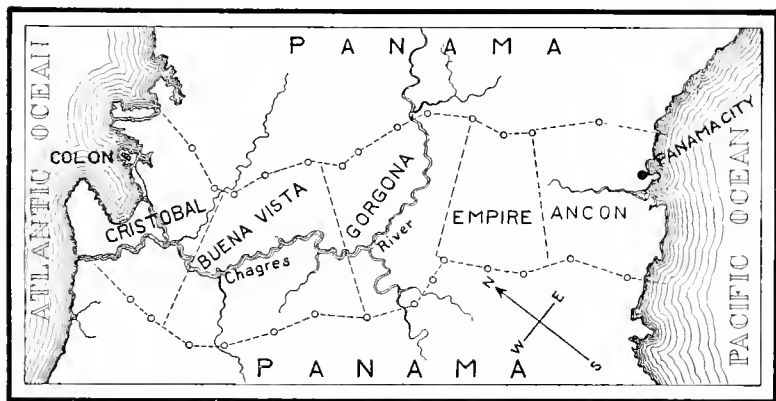 PANAMA
ATLANTIC OCEAN
COLON
CRISTOBAL
BUENA VISTA
GORGONA
EMPIRE
ANCON
PANAMA CITY
PACIFIC OCEAN
Chagres River
N
E
W
S
PANAMA